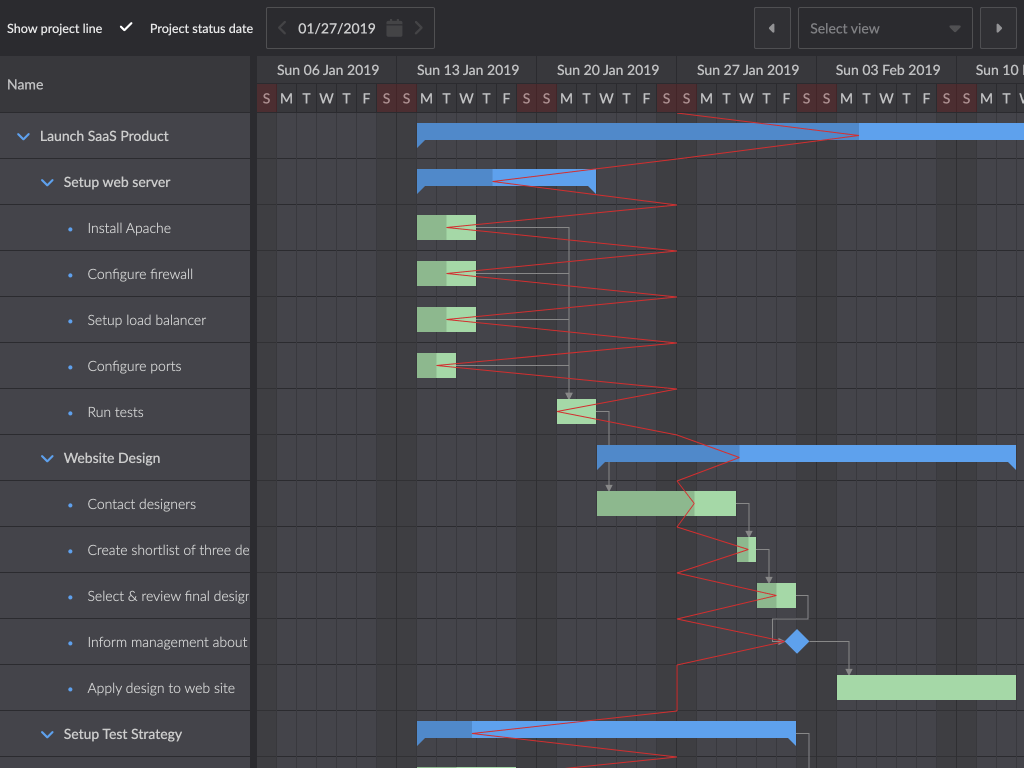 Show project line Project status date 01/27/2019 Select view
Name
Sun 06 Jan 2019 Sun 13 Jan 2019 Sun 20 Jan 2019 Sun 27 Jan 2019 Sun 03 Feb 2019 Sun 10
S M T W T F S S M T W T F S S M T W T F S S M T W T F S S M T W T F S S M T W
Launch SaaS Product
Setup web server
Install Apache
Configure firewall
Setup load balancer
Configure ports
Run tests
Website Design
Contact designers
Create shortlist of three de
Select & review final design
Inform management about
Apply design to web site
Setup Test Strategy